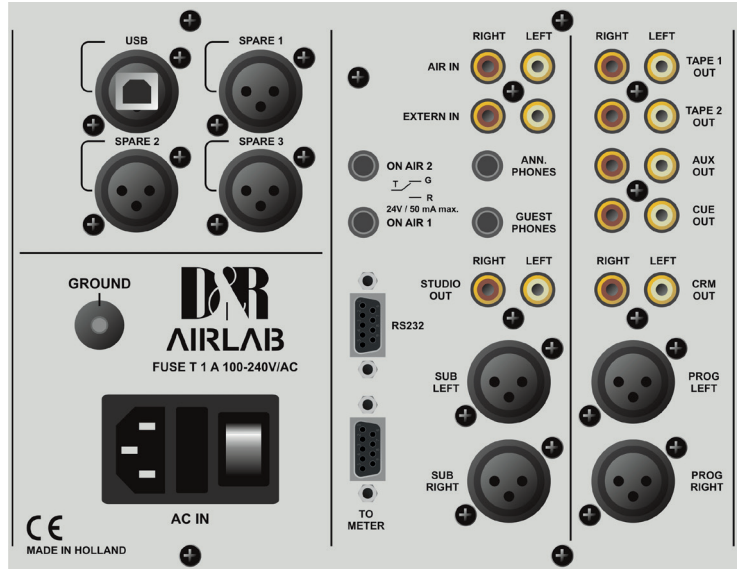 USB
SPARE 1
SPARE 2
SPARE 3
GROUND
D&R
AIRLAB
FUSE T 1 A 100-240V/AC
AC IN
CE
MADE IN HOLLAND
RIGHT LEFT
AIR IN
EXTERN IN
ON AIR 2
T G
R
24V / 50 mA max.
ON AIR 1
ANN.
PHONES
GUEST
PHONES
RIGHT LEFT
STUDIO
OUT
RS232
SUB
LEFT
SUB
RIGHT
TO
METER
RIGHT LEFT
TAPE 1
OUT
TAPE 2
OUT
AUX
OUT
CUE
OUT
RIGHT LEFT
CRM
OUT
PROG
LEFT
PROG
RIGHT